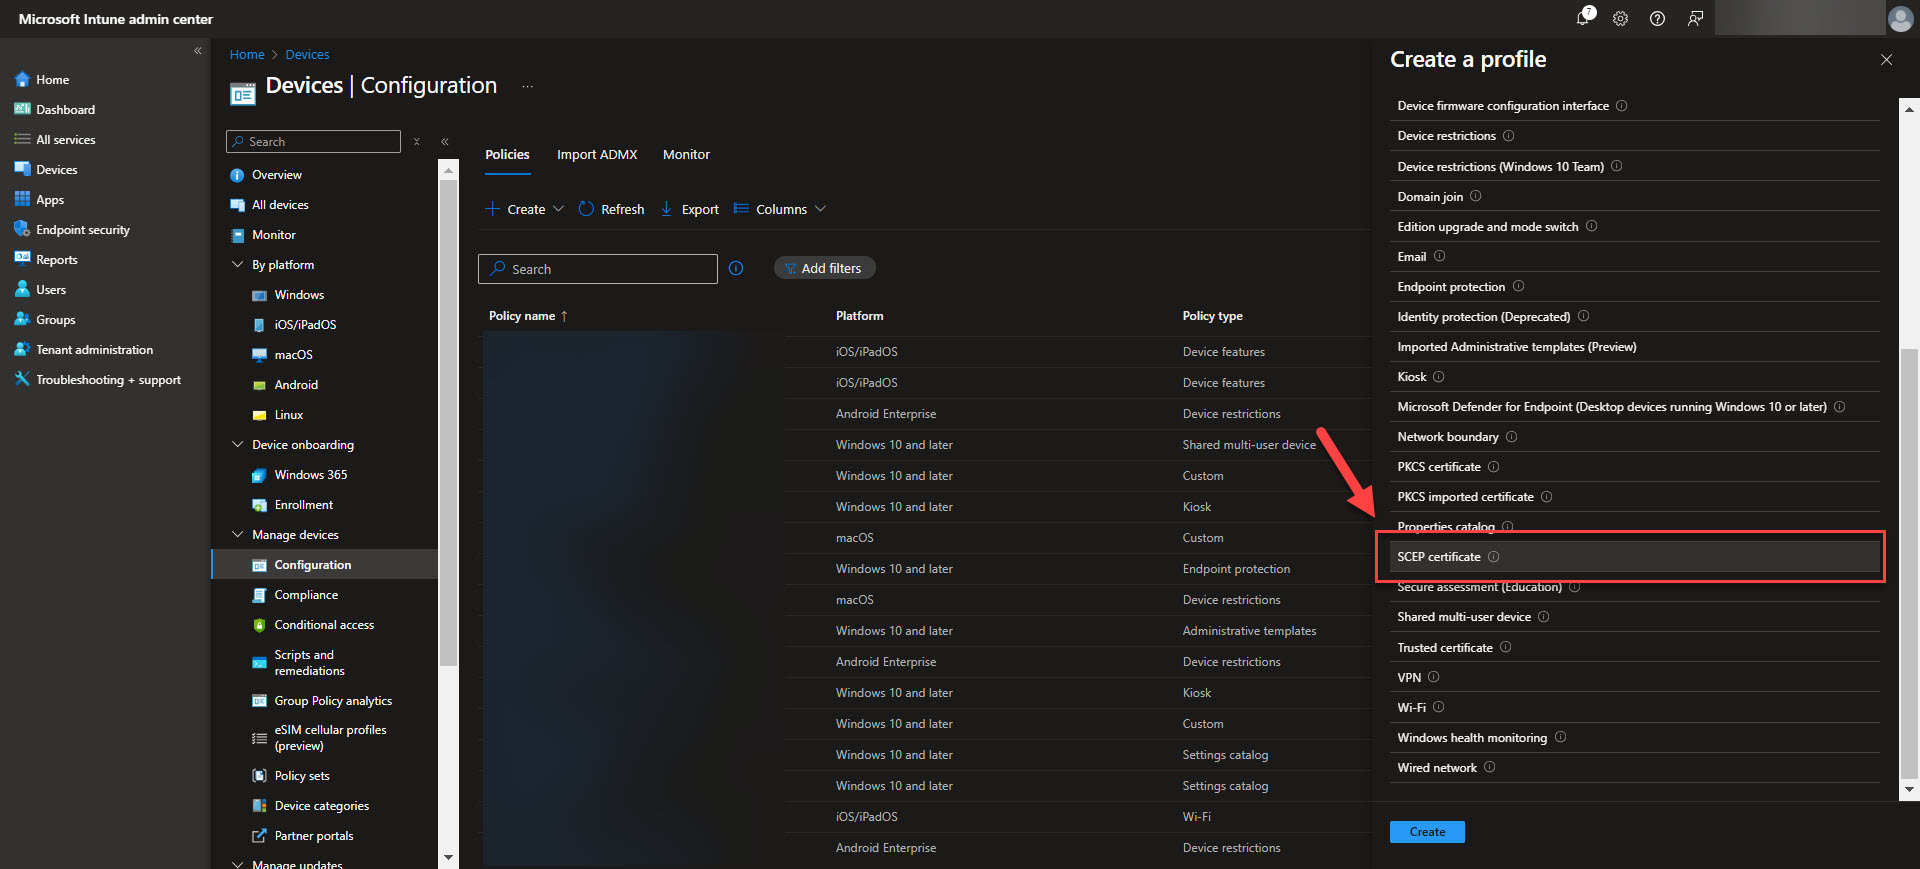 Microsoft Intune admin center
7
Home
Dashboard
All services
Devices
Apps
Endpoint security
Reports
Users
Groups
Tenant administration
Troubleshooting + support
Home > Devices
Devices | Configuration ...
Search
Overview
All devices
Monitor
By platform
Windows
iOS/iPadOS
macOS
Android
Linux
Device onboarding
Windows 365
Enrollment
Manage devices
Configuration
Compliance
Conditional access
Scripts and
remediations
Group Policy analytics
eSIM cellular profiles
(preview)
Policy sets
Device categories
Partner portals
Manage updates
Policies Import ADMX Monitor
Create Refresh Export Columns
Search Add filters
Policy name ↑ Platform Policy type
iOS/iPadOS Device features
iOS/iPadOS Device features
Android Enterprise Device restrictions
Windows 10 and later Shared multi-user device
Windows 10 and later Custom
Windows 10 and later Kiosk
macOS Custom
Windows 10 and later Endpoint protection
macOS Device restrictions
Windows 10 and later Administrative templates
Android Enterprise Device restrictions
Windows 10 and later Kiosk
Windows 10 and later Custom
Windows 10 and later Settings catalog
Windows 10 and later Settings catalog
iOS/iPadOS Wi-Fi
Android Enterprise Device restrictions
Create a profile
Device firmware configuration interface
Device restrictions
Device restrictions (Windows 10 Team)
Domain join
Edition upgrade and mode switch
Email
Endpoint protection
Identity protection (Deprecated)
Imported Administrative templates (Preview)
Kiosk
Microsoft Defender for Endpoint (Desktop devices running Windows 10 or later)
Network boundary
PKCS certificate
PKCS imported certificate
Properties catalog
SCEP certificate
Secure assessment (Education)
Shared multi-user device
Trusted certificate
VPN
Wi-Fi
Windows health monitoring
Wired network
Create